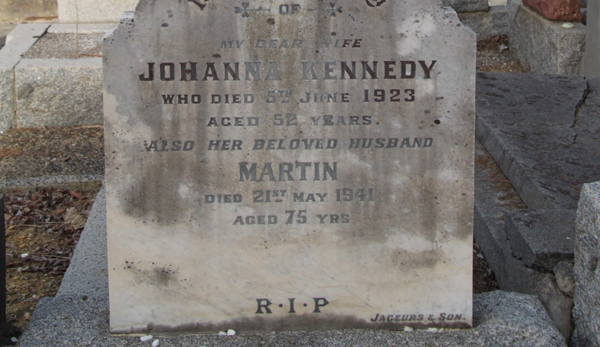 OF
MY DEAR WIFE
JOHANNA KENNEDY
WHO DIED 5TH JUNE 1923
AGED 52 YEARS.
ALSO HER BELOVED HUSBAND
MARTIN
DIED 21ST MAY 1941
AGED 75 YRS
R·I·P
JAGEURS & SON.